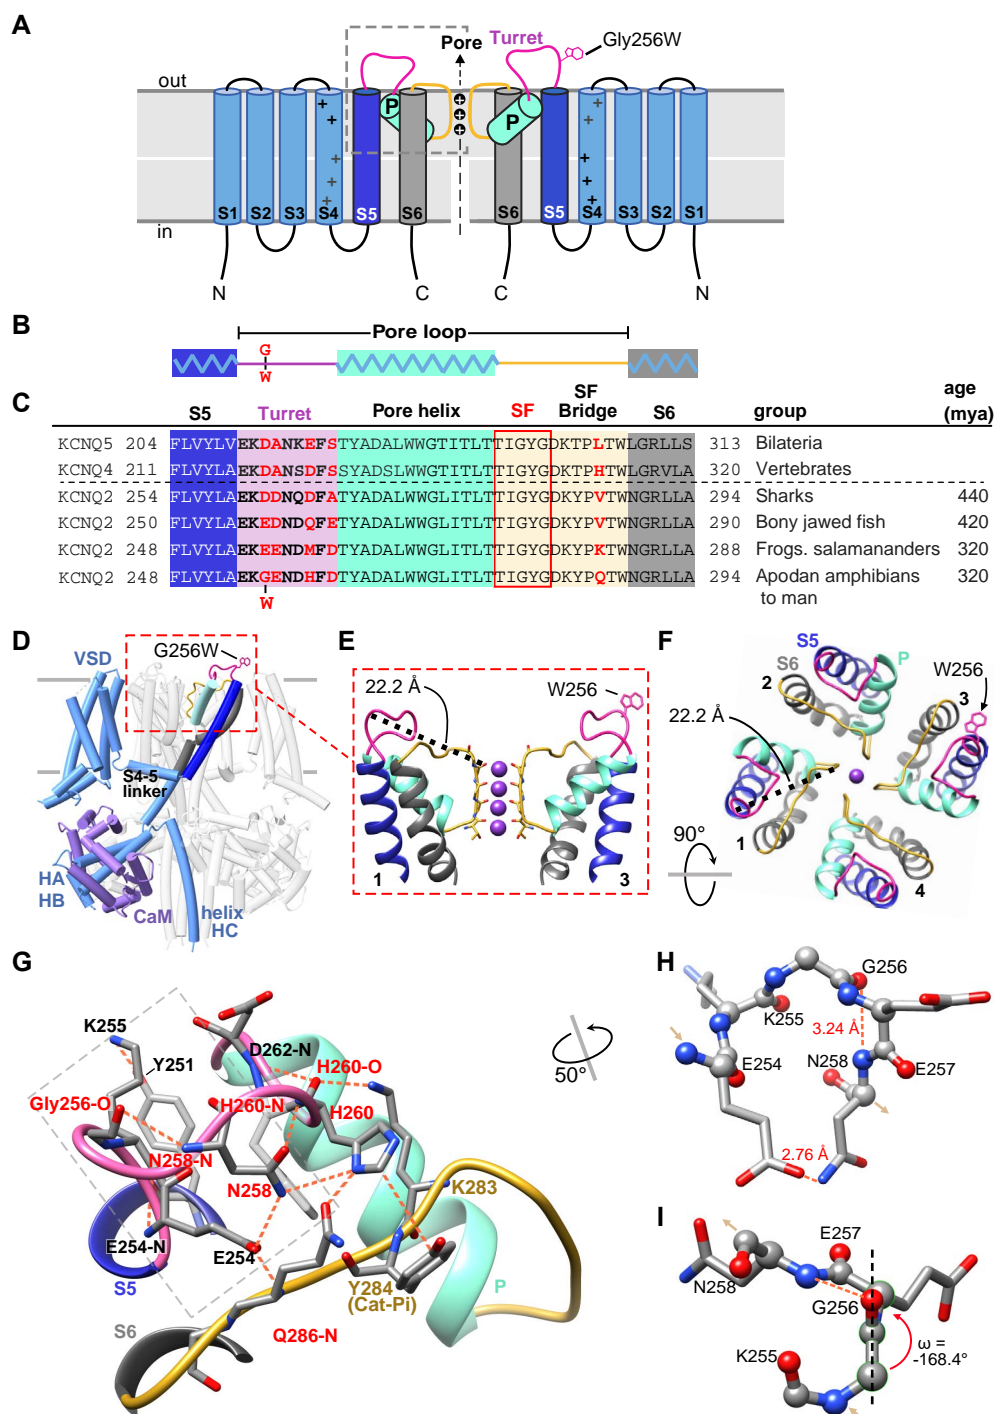 A
Pore
Turret
Gly256W
out
P
P
+
+
+
+
+
+
+
+
+
+
+
+
+
S1
S2
S3
S4
S5
S6
S6
S5
S4
S3
S2
S1
in
N
C
C
N
B
Pore loop
G
W
C
S5
Turret
Pore helix
SF
SF Bridge
S6
group
age (mya)
KCNQ5 204 FLVYLVEKDANKEFSTYADALWWGTITLTTIGYGDKTPLTWLGRLLS 313 Bilateria
KCNQ4 211 FLVYLAEKDANSDFSSYADSLWWGTITLTTIGYGDKTPHTWLGRVLA 320 Vertebrates
KCNQ2 254 FLVYLAEKDDNQDFATYADALWWGLITLTTIGYGDKYPVTWNGRLLA 294 Sharks 440
KCNQ2 250 FLVYLAEKEDNDQFETYADALWWGLITLTTIGYGDKYPVTWNGRLLA 290 Bony jawed fish 420
KCNQ2 248 FLVYLAEKEENDMFDTYADALWWGLITLTTIGYGDKYPKTWNGRLLA 288 Frogs. salamananders 320
KCNQ2 248 FLVYLAEKGENDHFDTYADALWWGLITLTTIGYGDKYPQTWNGRLLA 294 Apodan amphibians 320
W
to man
D
VSD
G256W
S4-5
linker
HA
HB
CaM
helix
HC
E
22.2 Å
W256
1
3
F
S5
P
S6
2
W256
3
22.2 Å
1
90°
4
G
K255
Y251
D262-N
H260-O
Gly256-O
H260-N
H260
N258-N
N258
K283
E254-N
E254
S5
Y284
(Cat-Pi)
P
S6
Q286-N
50°
H
G256
K255
3.24 Å
E254
N258
E257
2.76 Å
I
E257
N258
G256
K255
ω =
-168.4°